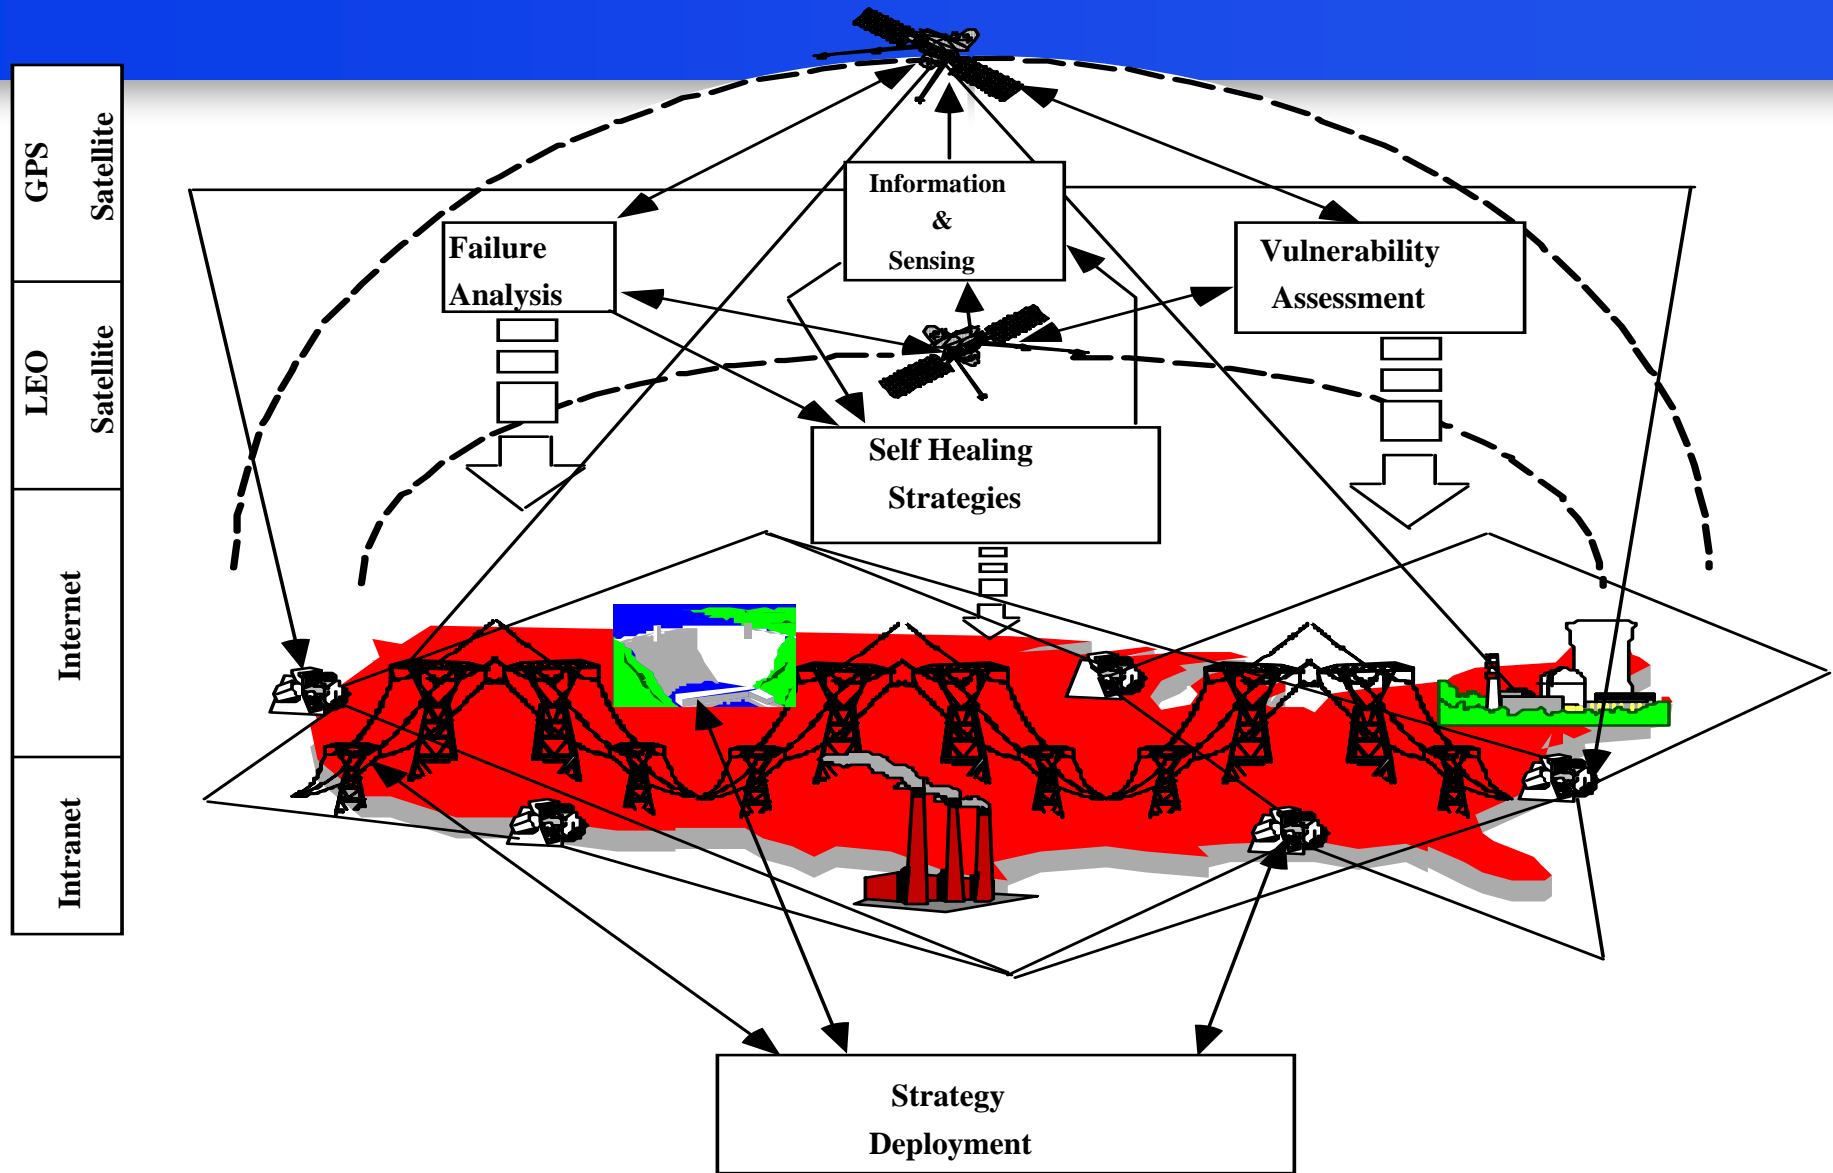 GPS
Satellite
LEO
Satellite
Internet
Intranet
Information
&
Sensing
Failure
Analysis
Vulnerability
Assessment
Self Healing
Strategies
Strategy
Deployment